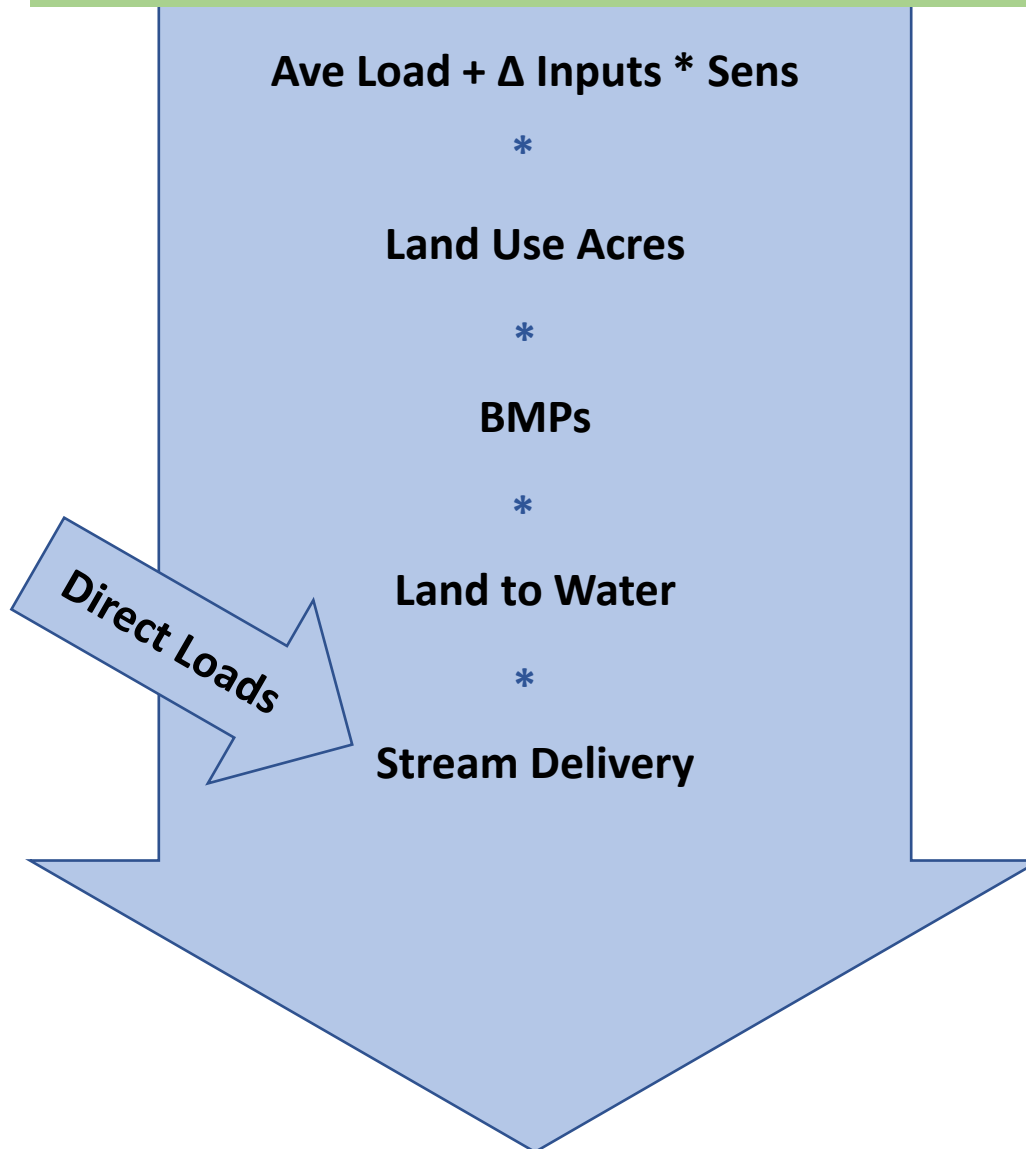 Ave Load + Δ Inputs * Sens
*
Land Use Acres
*
BMPs
*
Land to Water
*
Direct Loads
Stream Delivery